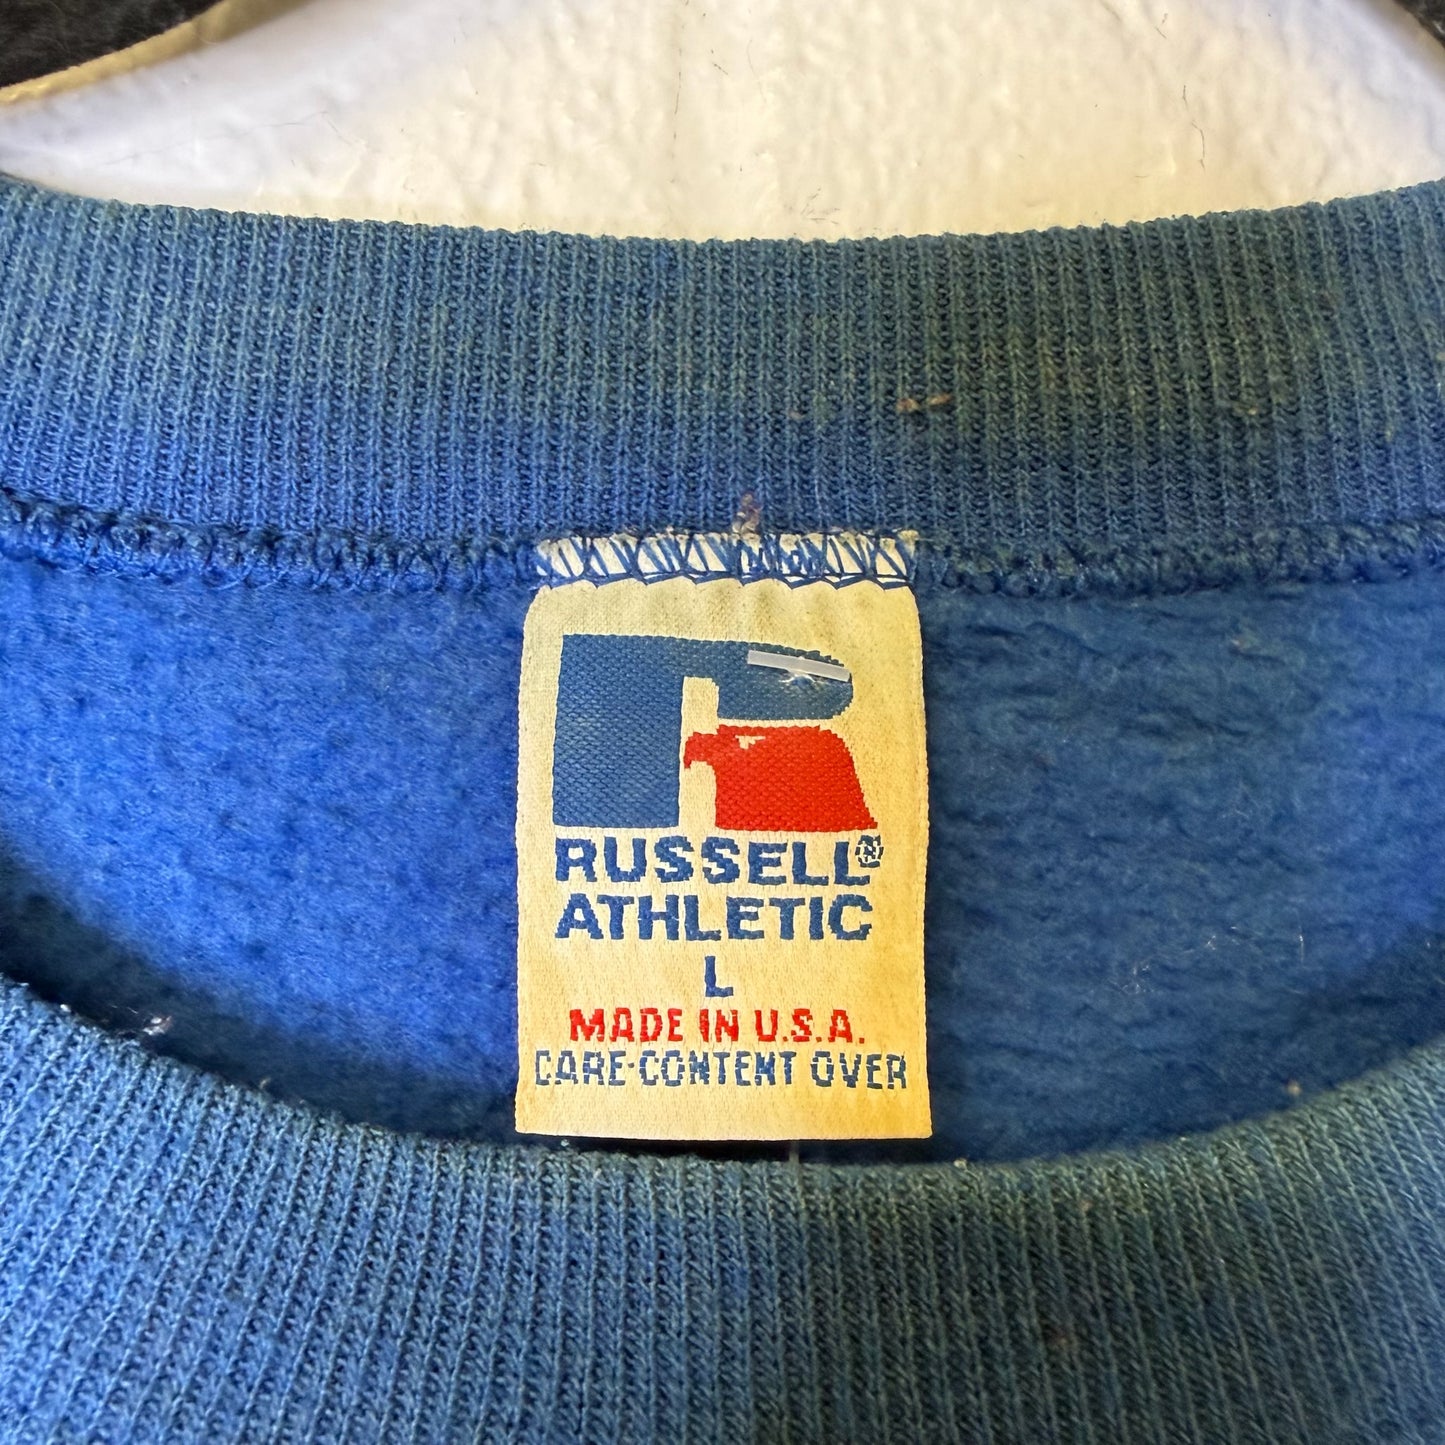 RUSSELL®
ATHLETIC
L
MADE IN U.S.A.
CARE·CONTENT OVER